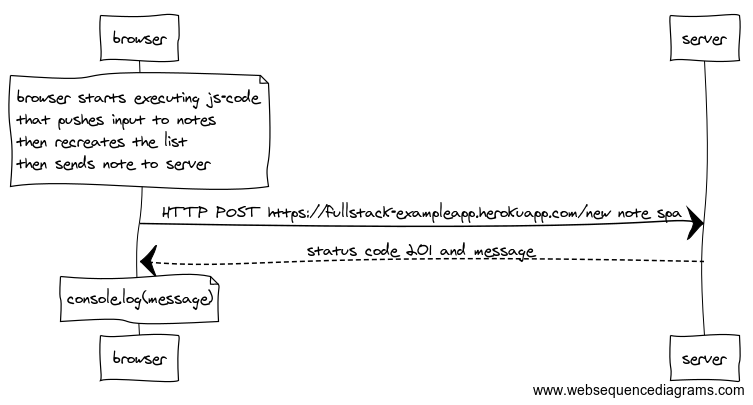 browser
server
browser starts executing js-code
that pushes input to notes
then recreates the list
then sends note to server
HTTP POST https://fullstack-exampleapp.herokuapp.com/new note spa
status code 201 and message
console.log(message)
browser
server
www.websequencediagrams.com